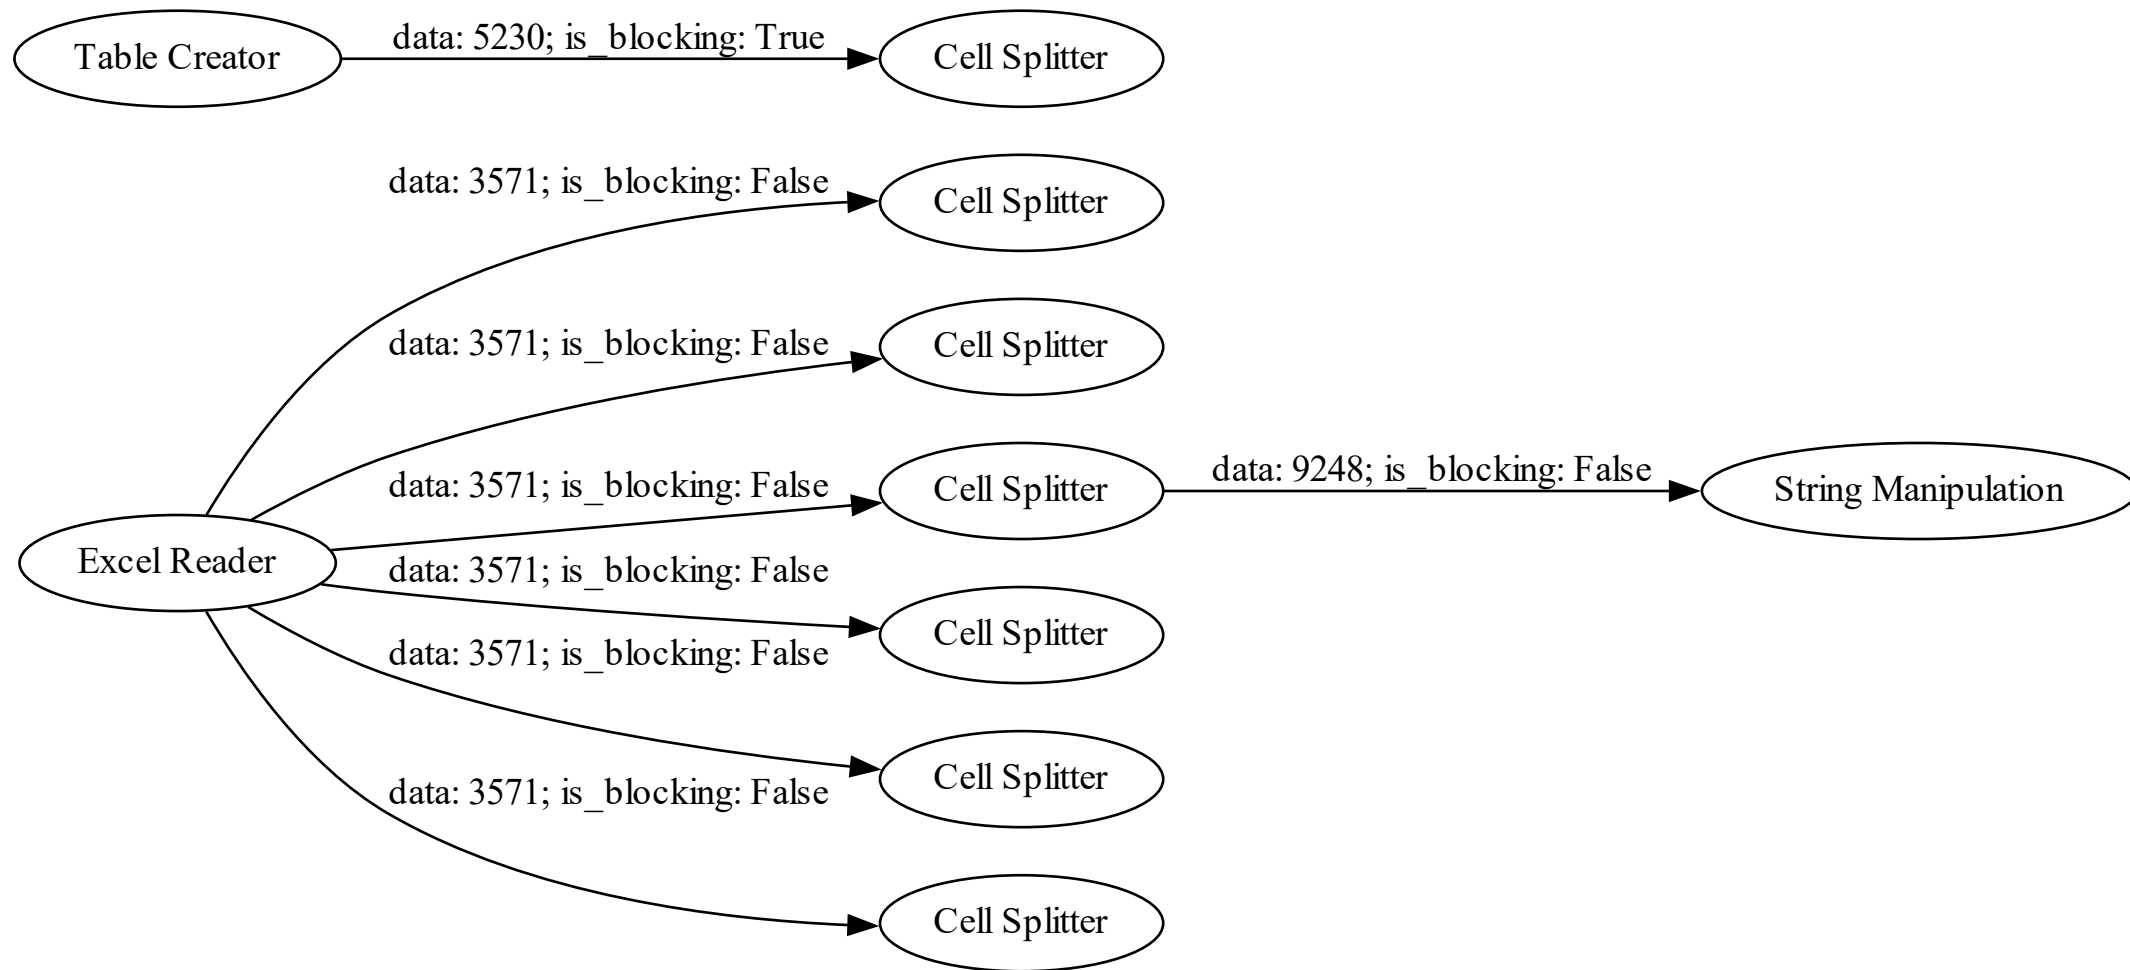 Table Creator
data: 5230; is_blocking: True
Cell Splitter
data: 3571; is_blocking: False
Cell Splitter
data: 3571; is_blocking: False
Cell Splitter
data: 3571; is_blocking: False
Cell Splitter
data: 9248; is_blocking: False
String Manipulation
Excel Reader
data: 3571; is_blocking: False
Cell Splitter
data: 3571; is_blocking: False
Cell Splitter
data: 3571; is_blocking: False
Cell Splitter